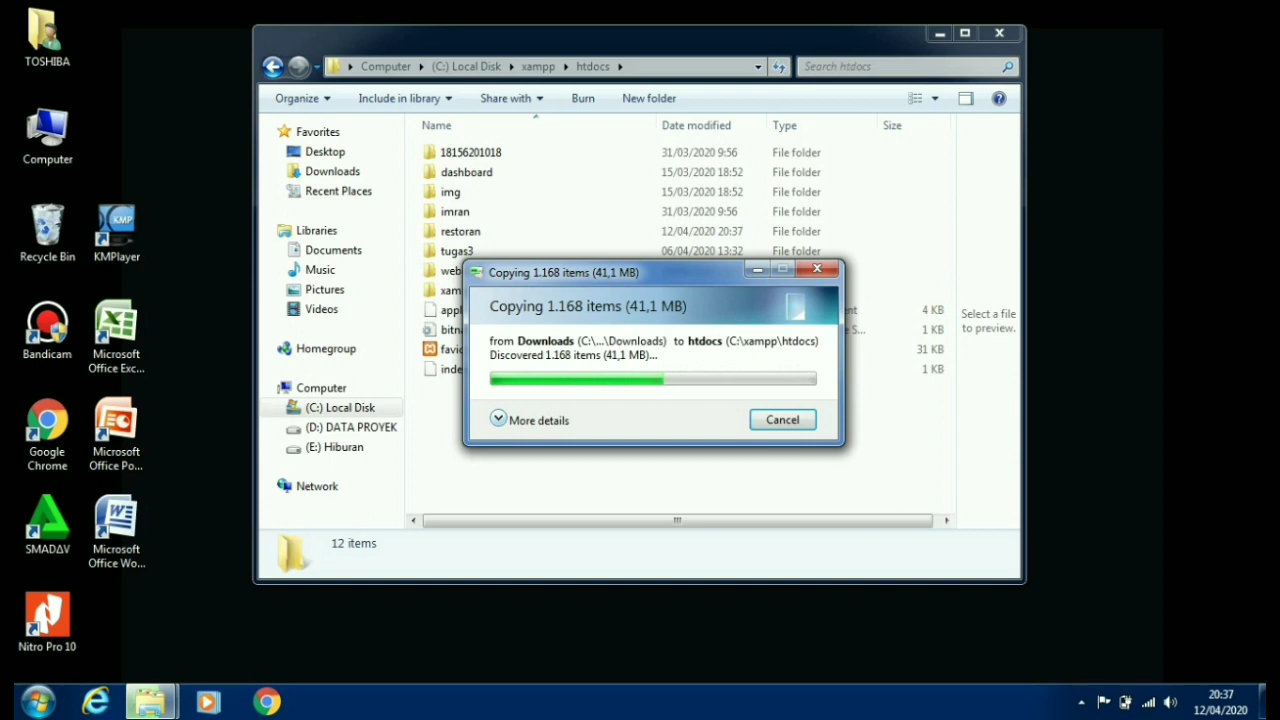 TOSHIBA
Computer
Recycle Bin
KMPlayer
Bandicam
Microsoft
Office Exc...
Google
Chrome
Microsoft
Office Po...
SMADΔV
Microsoft
Office Wo...
Nitro Pro 10
Computer
(C:) Local Disk
xampp
htdocs
Search htdocs
Organize
Include in library
Share with
Burn
New folder
Favorites
Desktop
Downloads
Recent Places
Libraries
Documents
Music
Pictures
Videos
Homegroup
Computer
(C:) Local Disk
(D:) DATA PROYEK
(E:) Hiburan
Network
Name
Date modified
Type
Size
18156201018
31/03/2020 9:56
File folder
dashboard
15/03/2020 18:52
File folder
img
15/03/2020 18:52
File folder
imran
31/03/2020 9:56
File folder
restoran
12/04/2020 20:37
File folder
tugas3
06/04/2020 13:32
File folder
web
xam
appl
ent
4 KB
bitn
e S...
1 KB
favic
31 KB
inde
1 KB
Select a file
to preview.
Copying 1.168 items (41,1 MB)
KMP
Copying 1.168 items (41,1 MB)
from Downloads (C:\...\Downloads) to htdocs (C:\xampp\htdocs)
Discovered 1.168 items (41,1 MB)...
More details
Cancel
12 items
20:37
12/04/2020